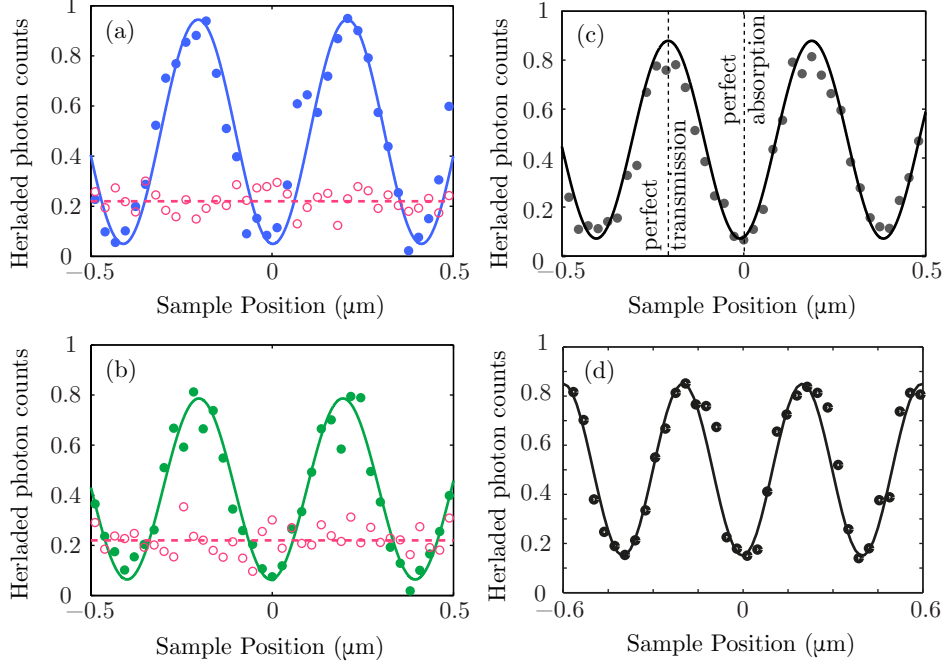 (a)
Herladed photon counts
1
0.8
0.6
0.4
0.2
0
−0.5
0
0.5
Sample Position (µm)
(c)
Herladed photon counts
1
0.8
0.6
0.4
0.2
0
perfect
transmission
perfect
absorption
−0.5
0
0.5
Sample Position (µm)
(b)
Herladed photon counts
1
0.8
0.6
0.4
0.2
0
−0.5
0
0.5
Sample Position (µm)
(d)
Herladed photon counts
1
0.8
0.6
0.4
0.2
0
−0.6
0
0.6
Sample Position (µm)